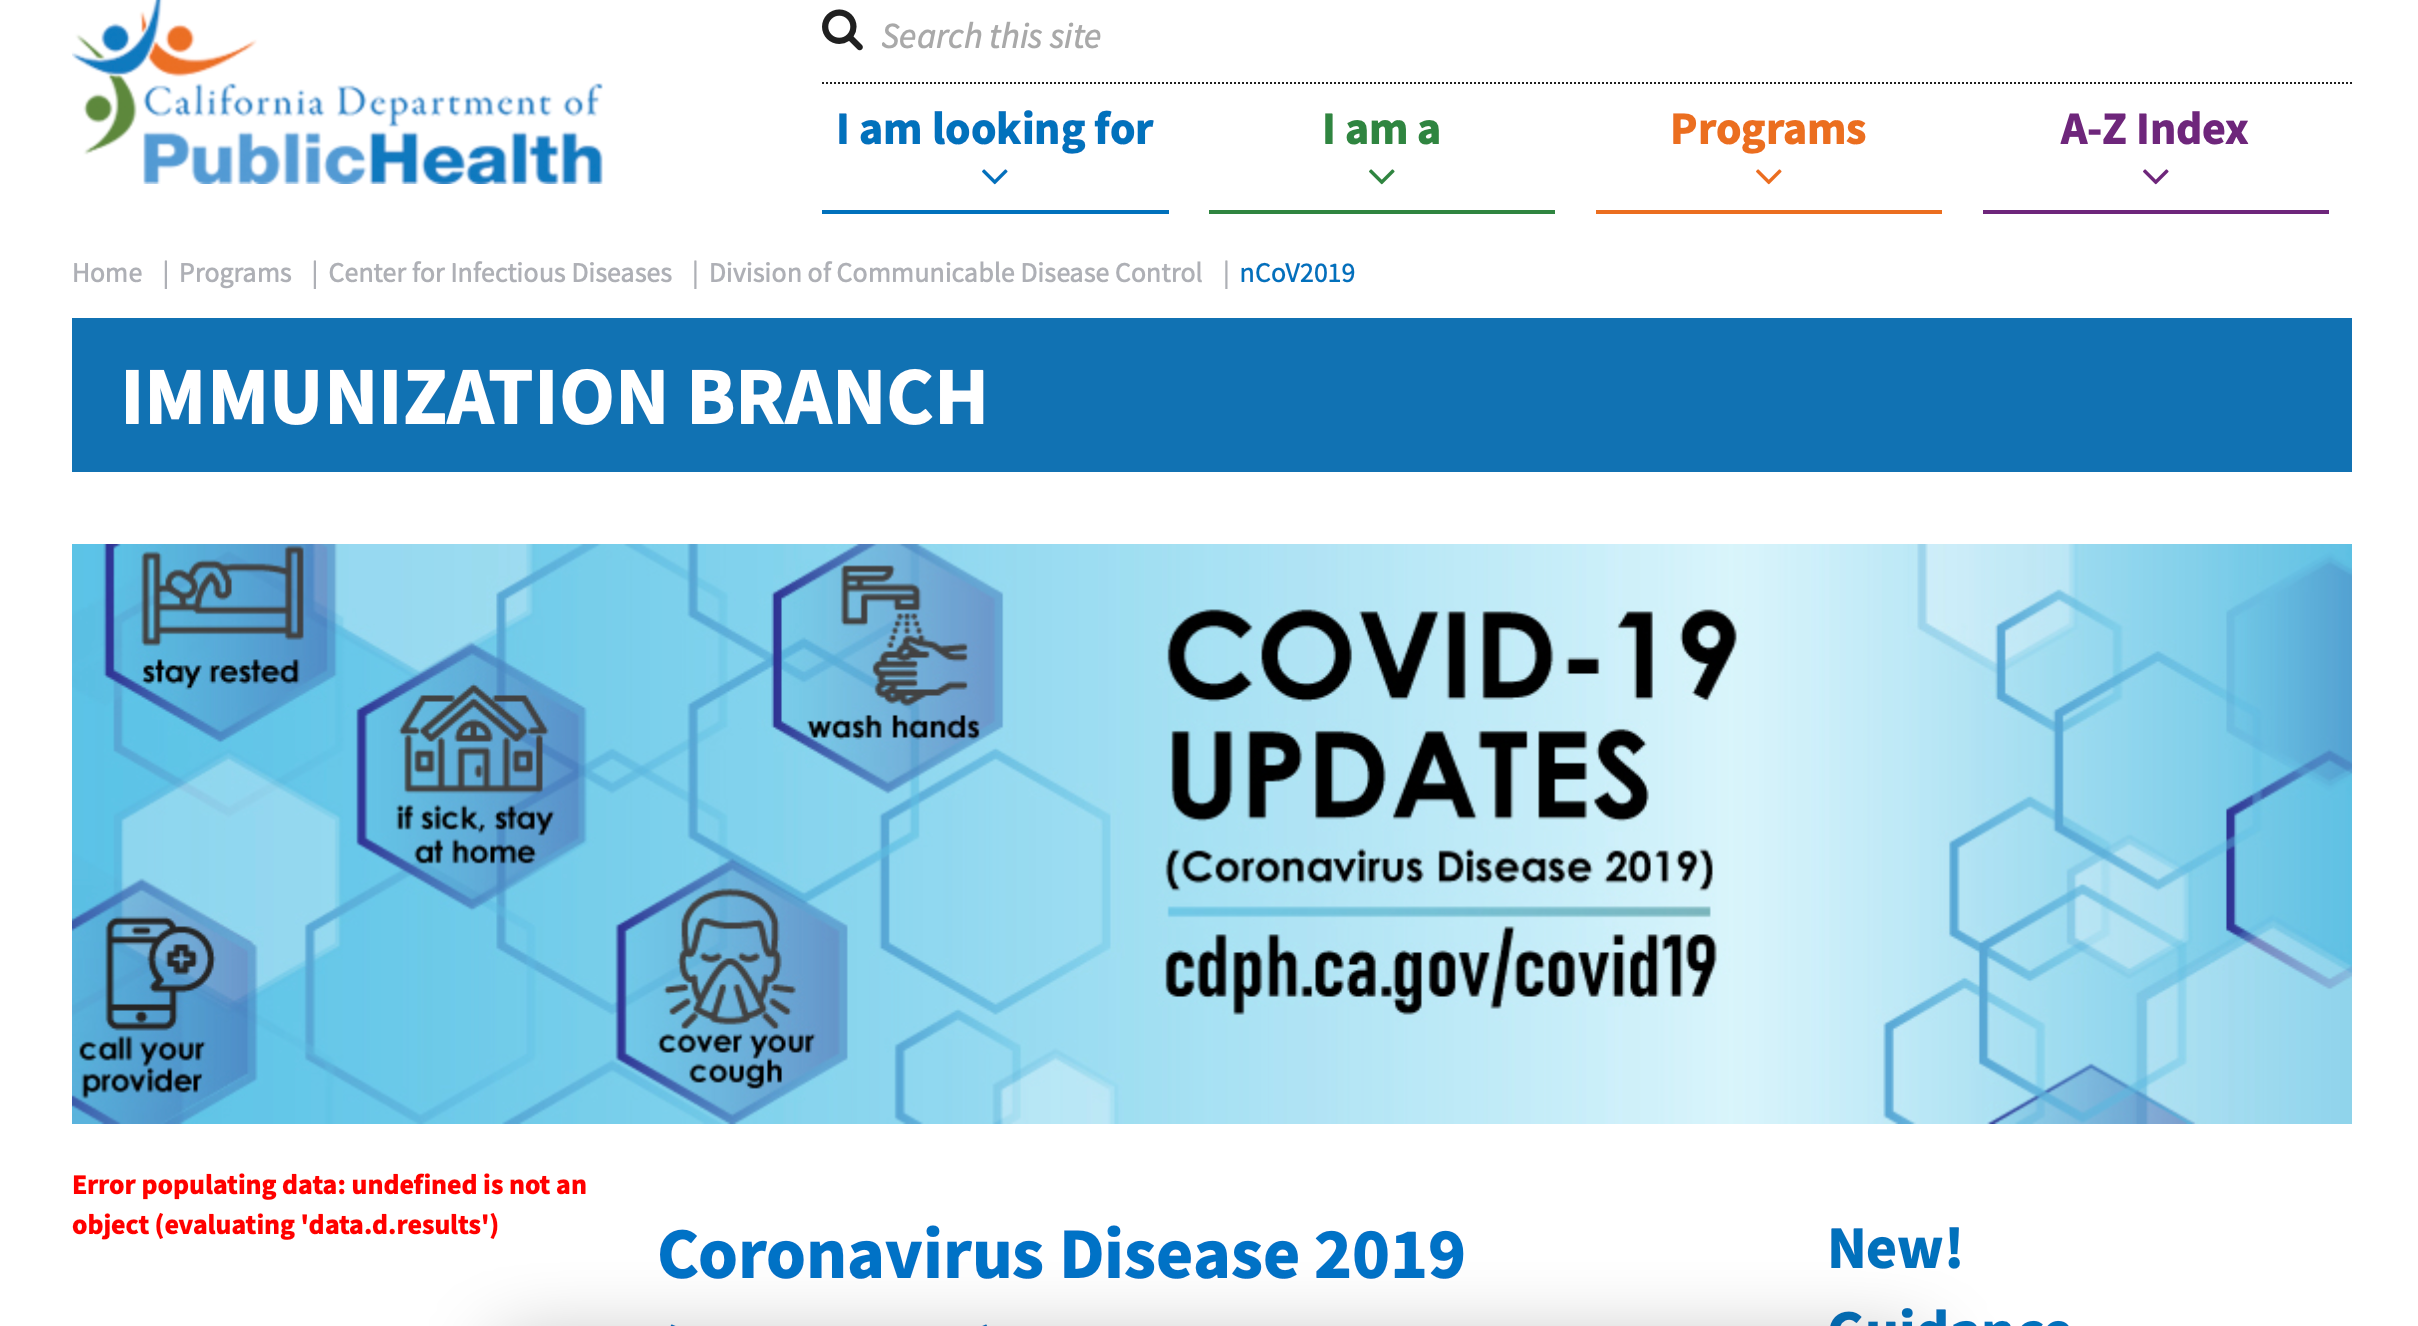 Search this site
California Department of
PublicHealth
I am looking for
I am a
Programs
A-Z Index
Home | Programs | Center for Infectious Diseases | Division of Communicable Disease Control | nCoV2019
IMMUNIZATION BRANCH
stay rested
wash hands
if sick, stay
at home
call your
provider
cover your
cough
COVID-19
UPDATES
(Coronavirus Disease 2019)
cdph.ca.gov/covid19
Error populating data: undefined is not an
object (evaluating 'data.d.results')
Coronavirus Disease 2019
New!
Guidance